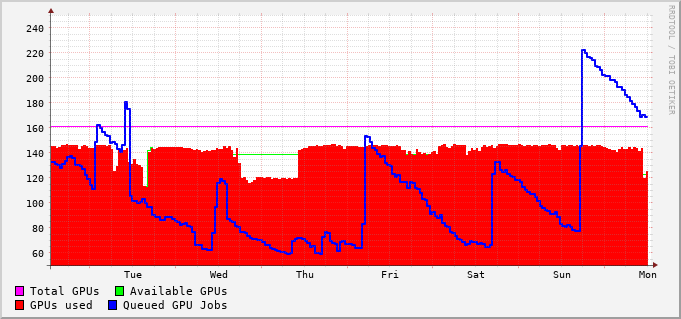 240
220
200
180
160
140
120
100
80
60
Tue Wed Thu Fri Sat Sun Mon
Total GPUs Available GPUs
GPUs used Queued GPU Jobs
RRDTOOL / TOBI OETIKER